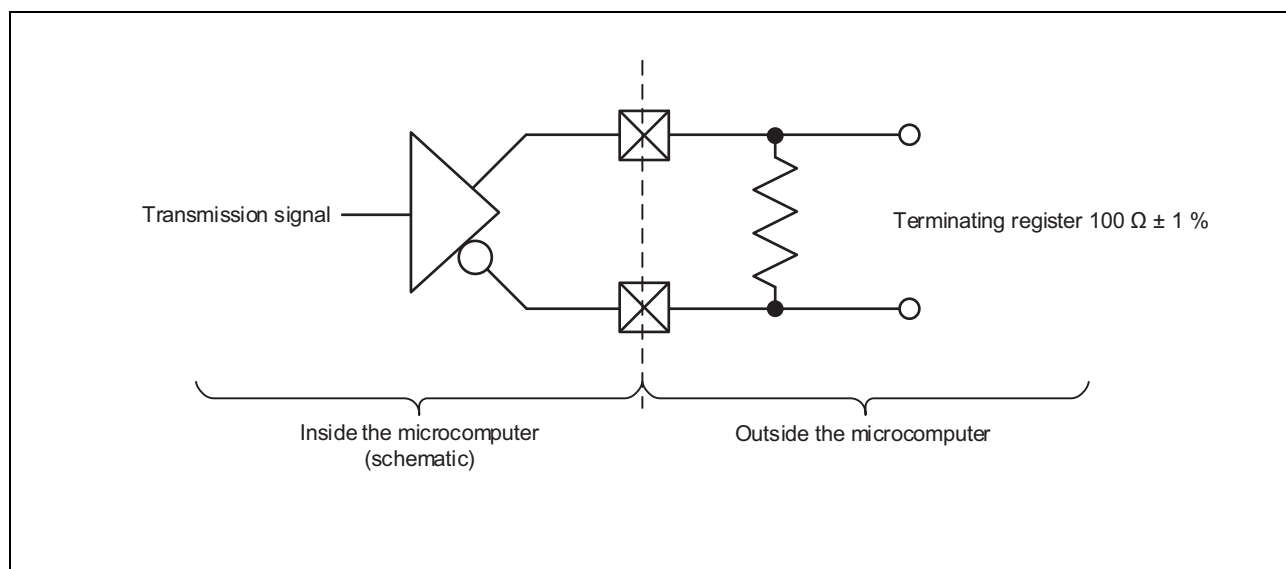 Transmission signal
Terminating register 100 Ω ± 1 %
Inside the microcomputer
(schematic)
Outside the microcomputer